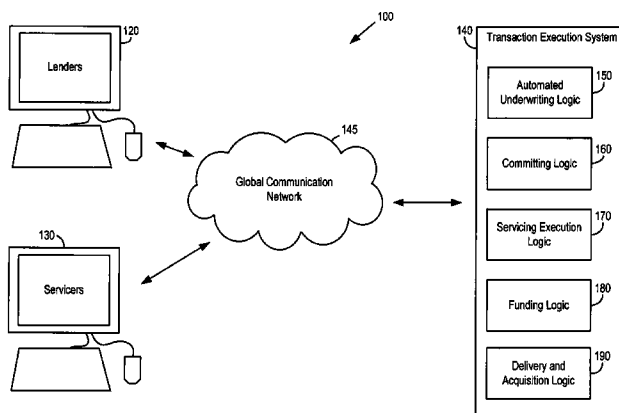 100
120
Lenders
145
Global Communication
Network
130
Servicers
140
Transaction Execution System
150
Automated
Underwriting Logic
160
Committing Logic
170
Servicing Execution
Logic
180
Funding Logic
190
Delivery and
Acquisition Logic